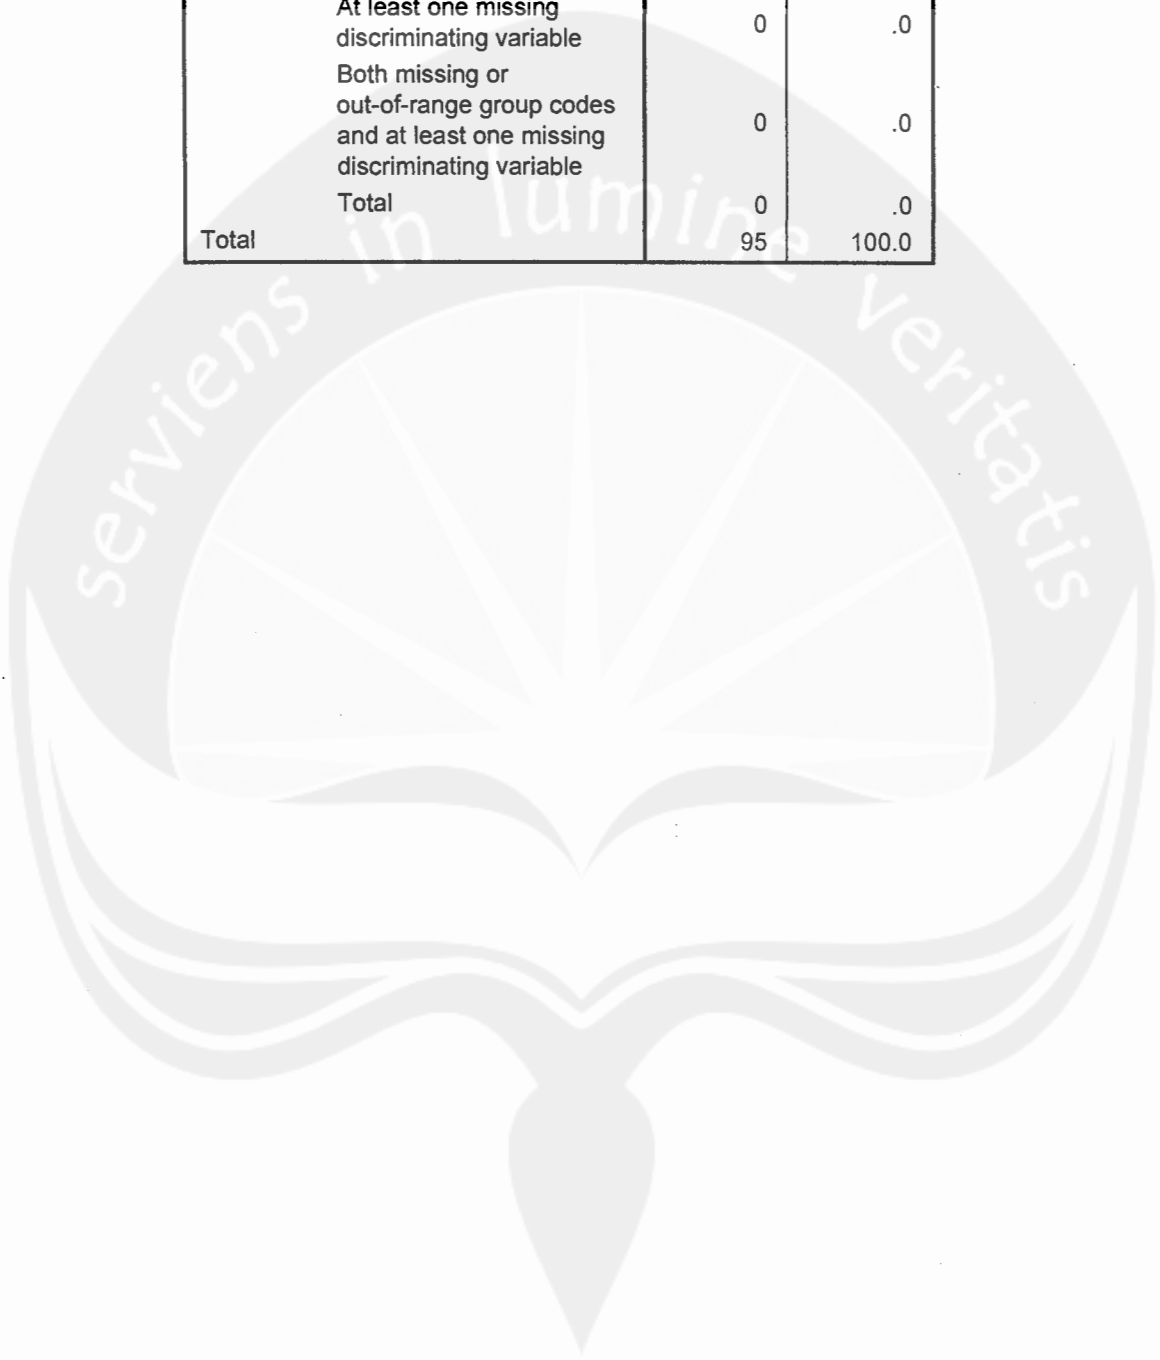 At least one missing
discriminating variable 0 .0
Both missing or
out-of-range group codes
and at least one missing 0 .0
discriminating variable
Total 0 .0
Total 95 100.0
serviens in lumine veritatis